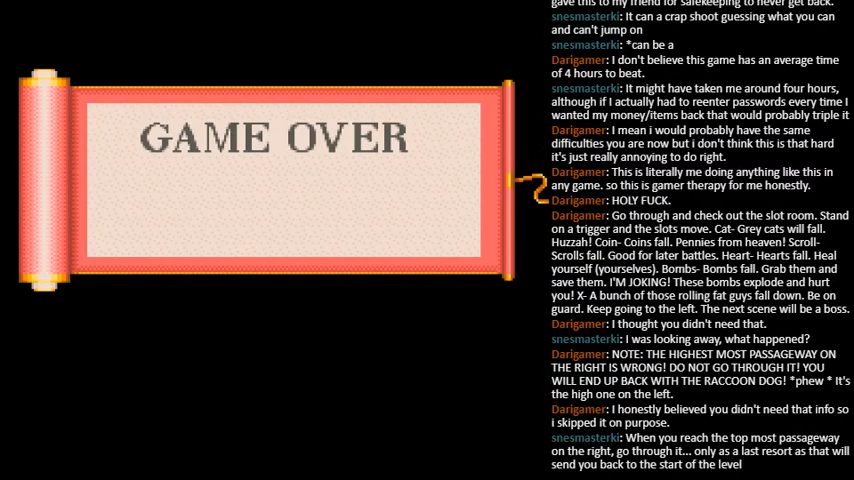 GAME OVER
gave this to my friend for safekeeping to never get back.
snesmasterki: It can a crap shoot guessing what you can
and can't jump on
snesmasterki: *can be a
Darigamer: I don't believe this game has an average time
of 4 hours to beat.
snesmasterki: It might have taken me around four hours,
although if I actually had to reenter passwords every time I
wanted my money/items back that would probably triple it
Darigamer: I mean i would probably have the same
difficulties you are now but i don't think this is that hard
it's just really annoying to do right.
Darigamer: This is literally me doing anything like this in
any game. so this is gamer therapy for me honestly.
Darigamer: HOLY FUCK.
Darigamer: Go through and check out the slot room. Stand
on a trigger and the slots move. Cat- Grey cats will fall.
Huzzah! Coin- Coins fall. Pennies from heaven! Scroll-
Scrolls fall. Good for later battles. Heart- Hearts fall. Heal
yourself (yourselves). Bombs- Bombs fall. Grab them and
save them. I'M JOKING! These bombs explode and hurt
you! X- A bunch of those rolling fat guys fall down. Be on
guard. Keep going to the left. The next scene will be a boss.
Darigamer: I thought you didn't need that.
snesmasterki: I was looking away, what happened?
Darigamer: NOTE: THE HIGHEST MOST PASSAGEWAY ON
THE RIGHT IS WRONG! DO NOT GO THROUGH IT! YOU
WILL END UP BACK WITH THE RACCOON DOG! *phew * It's
the high one on the left.
Darigamer: I honestly believed you didn't need that info so
i skipped it on purpose.
snesmasterki: When you reach the top most passageway
on the right, go through it... only as a last resort as that will
send you back to the start of the level